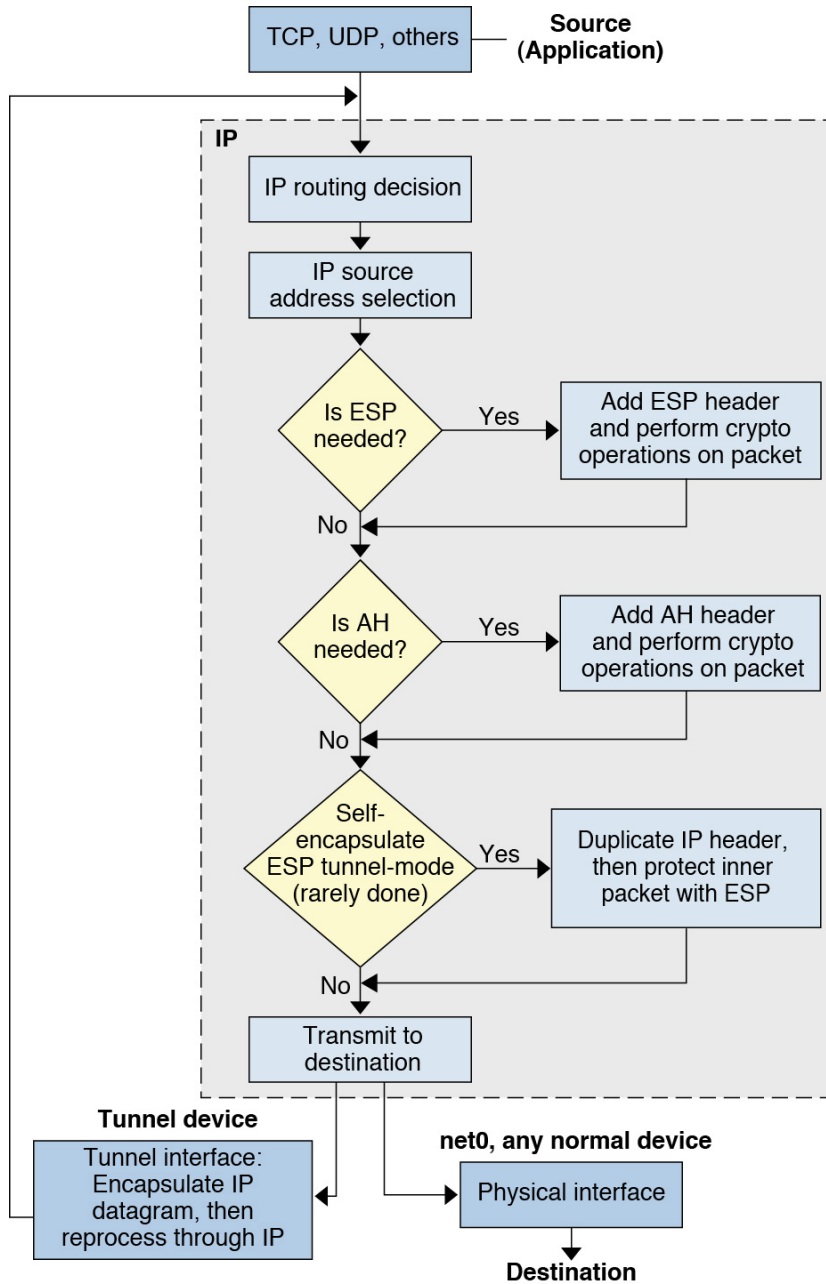 TCP, UDP, others
Source
(Application)
IP
IP routing decision
IP source
address selection
Is ESP
needed?
Yes
Add ESP header
and perform crypto
operations on packet
No
Is AH
needed?
Yes
Add AH header
and perform crypto
operations on packet
No
Self-
encapsulate
ESP tunnel-mode
(rarely done)
Yes
Duplicate IP header,
then protect inner
packet with ESP
No
Transmit to
destination
Tunnel device
Tunnel interface:
Encapsulate IP
datagram, then
reprocess through IP
net0, any normal device
Physical interface
Destination